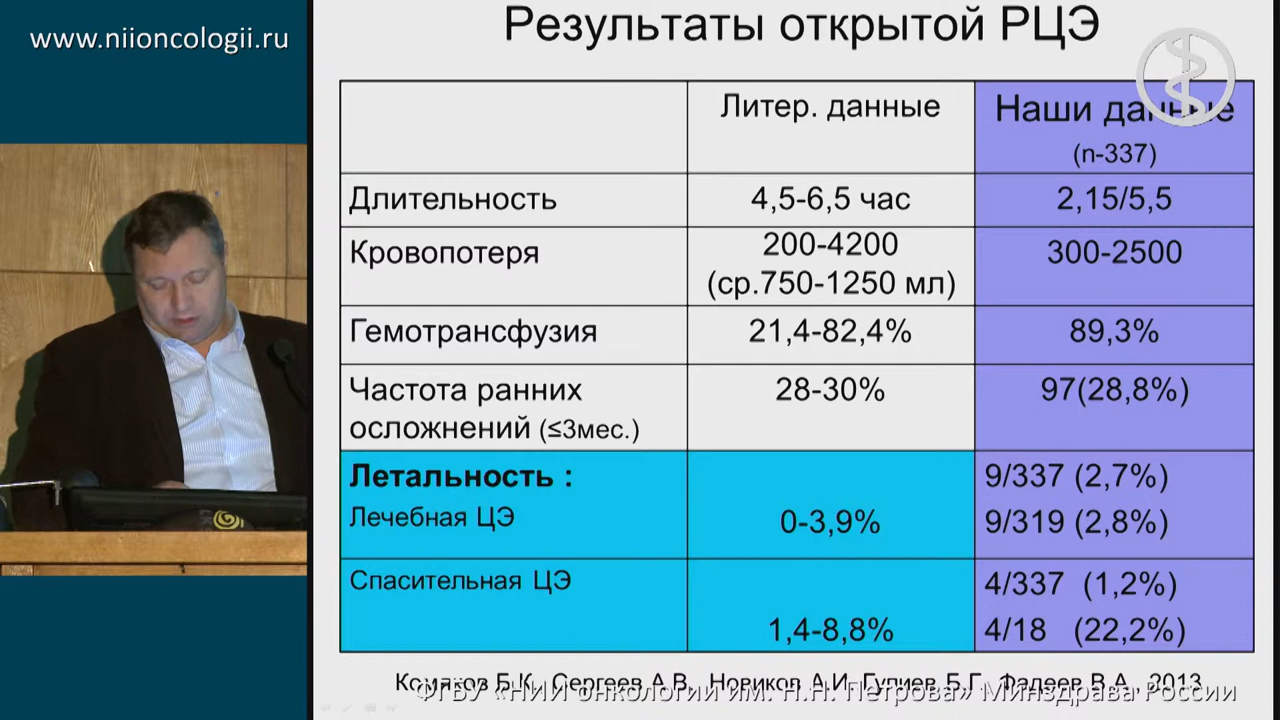 www.niioncologii.ru
Результаты открытой РЦЭ
Литер. данные
Наши данные
(n-337)
Длительность
4,5-6,5 час
2,15/5,5
Кровопотеря
200-4200
(ср.750-1250 мл)
300-2500
Гемотрансфузия
21,4-82,4%
89,3%
Частота ранних
осложнений (≤3мес.)
28-30%
97(28,8%)
Летальность :
Лечебная ЦЭ
0-3,9%
9/337 (2,7%)
9/319 (2,8%)
Спасительная ЦЭ
1,4-8,8%
4/337 (1,2%)
4/18 (22,2%)
Комяков Б.К., Сергеев А.В., Новиков А.И., Гулиев Б.Г., Фадеев В.А., 2013
ФГБУ «НИИ онкологии им. Н.Н. Петрова» Минздрава России